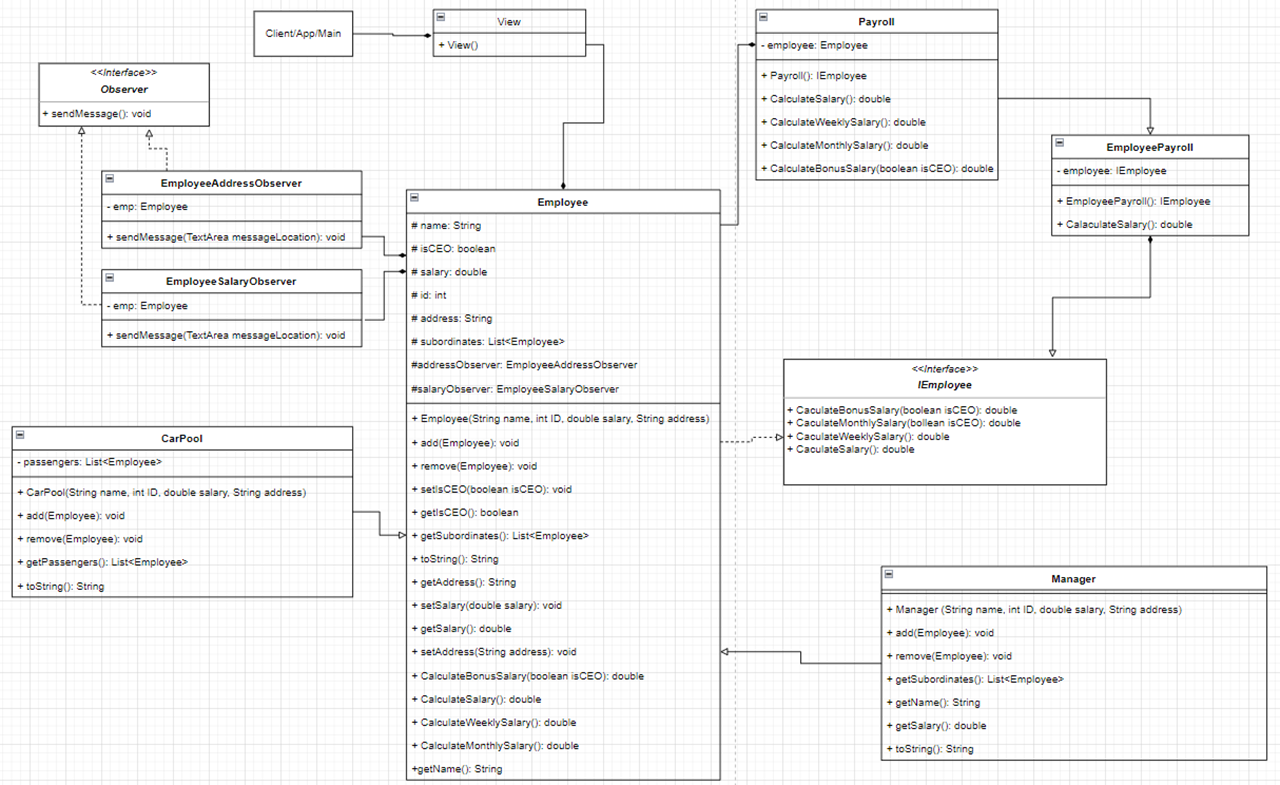 Client/App/Main
View
+ View()
Payroll
- employee: Employee
+ Payroll(): IEmployee
+ CalculateSalary(): double
+ CalculateWeeklySalary(): double
+ CalculateMonthlySalary(): double
+ CalculateBonusSalary(boolean isCEO): double
<<Interface>>
Observer
+ sendMessage(): void
EmployeePayroll
- employee: IEmployee
+ EmployeePayroll(): IEmployee
+ CalaculateSalary(): double
EmployeeAddressObserver
- emp: Employee
+ sendMessage(TextArea messageLocation): void
EmployeeSalaryObserver
- emp: Employee
+ sendMessage(TextArea messageLocation): void
Employee
# name: String
# isCEO: boolean
# salary: double
# id: int
# address: String
# subordinates: List<Employee>
#addressObserver: EmployeeAddressObserver
#salaryObserver: EmployeeSalaryObserver
+ Employee(String name, int ID, double salary, String address)
+ add(Employee): void
+ remove(Employee): void
+ setIsCEO(boolean isCEO): void
+ getIsCEO(): boolean
+ getSubordinates(): List<Employee>
+ toString(): String
+ getAddress(): String
+ setSalary(double salary): void
+ getSalary(): double
+ setAddress(String address): void
+ CalculateBonusSalary(boolean isCEO): double
+ CalculateSalary(): double
+ CalculateWeeklySalary(): double
+ CalculateMonthlySalary(): double
+getName(): String
<<Interface>>
IEmployee
+ CaculateBonusSalary(boolean isCEO): double
+ CaculateMonthlySalary(bollean isCEO): double
+ CaculateWeeklySalary(): double
+ CaculateSalary(): double
CarPool
- passengers: List<Employee>
+ CarPool(String name, int ID, double salary, String address)
+ add(Employee): void
+ remove(Employee): void
+ getPassengers(): List<Employee>
+ toString(): String
Manager
+ Manager (String name, int ID, double salary, String address)
+ add(Employee): void
+ remove(Employee): void
+ getSubordinates(): List<Employee>
+ getName(): String
+ getSalary(): double
+ toString(): String